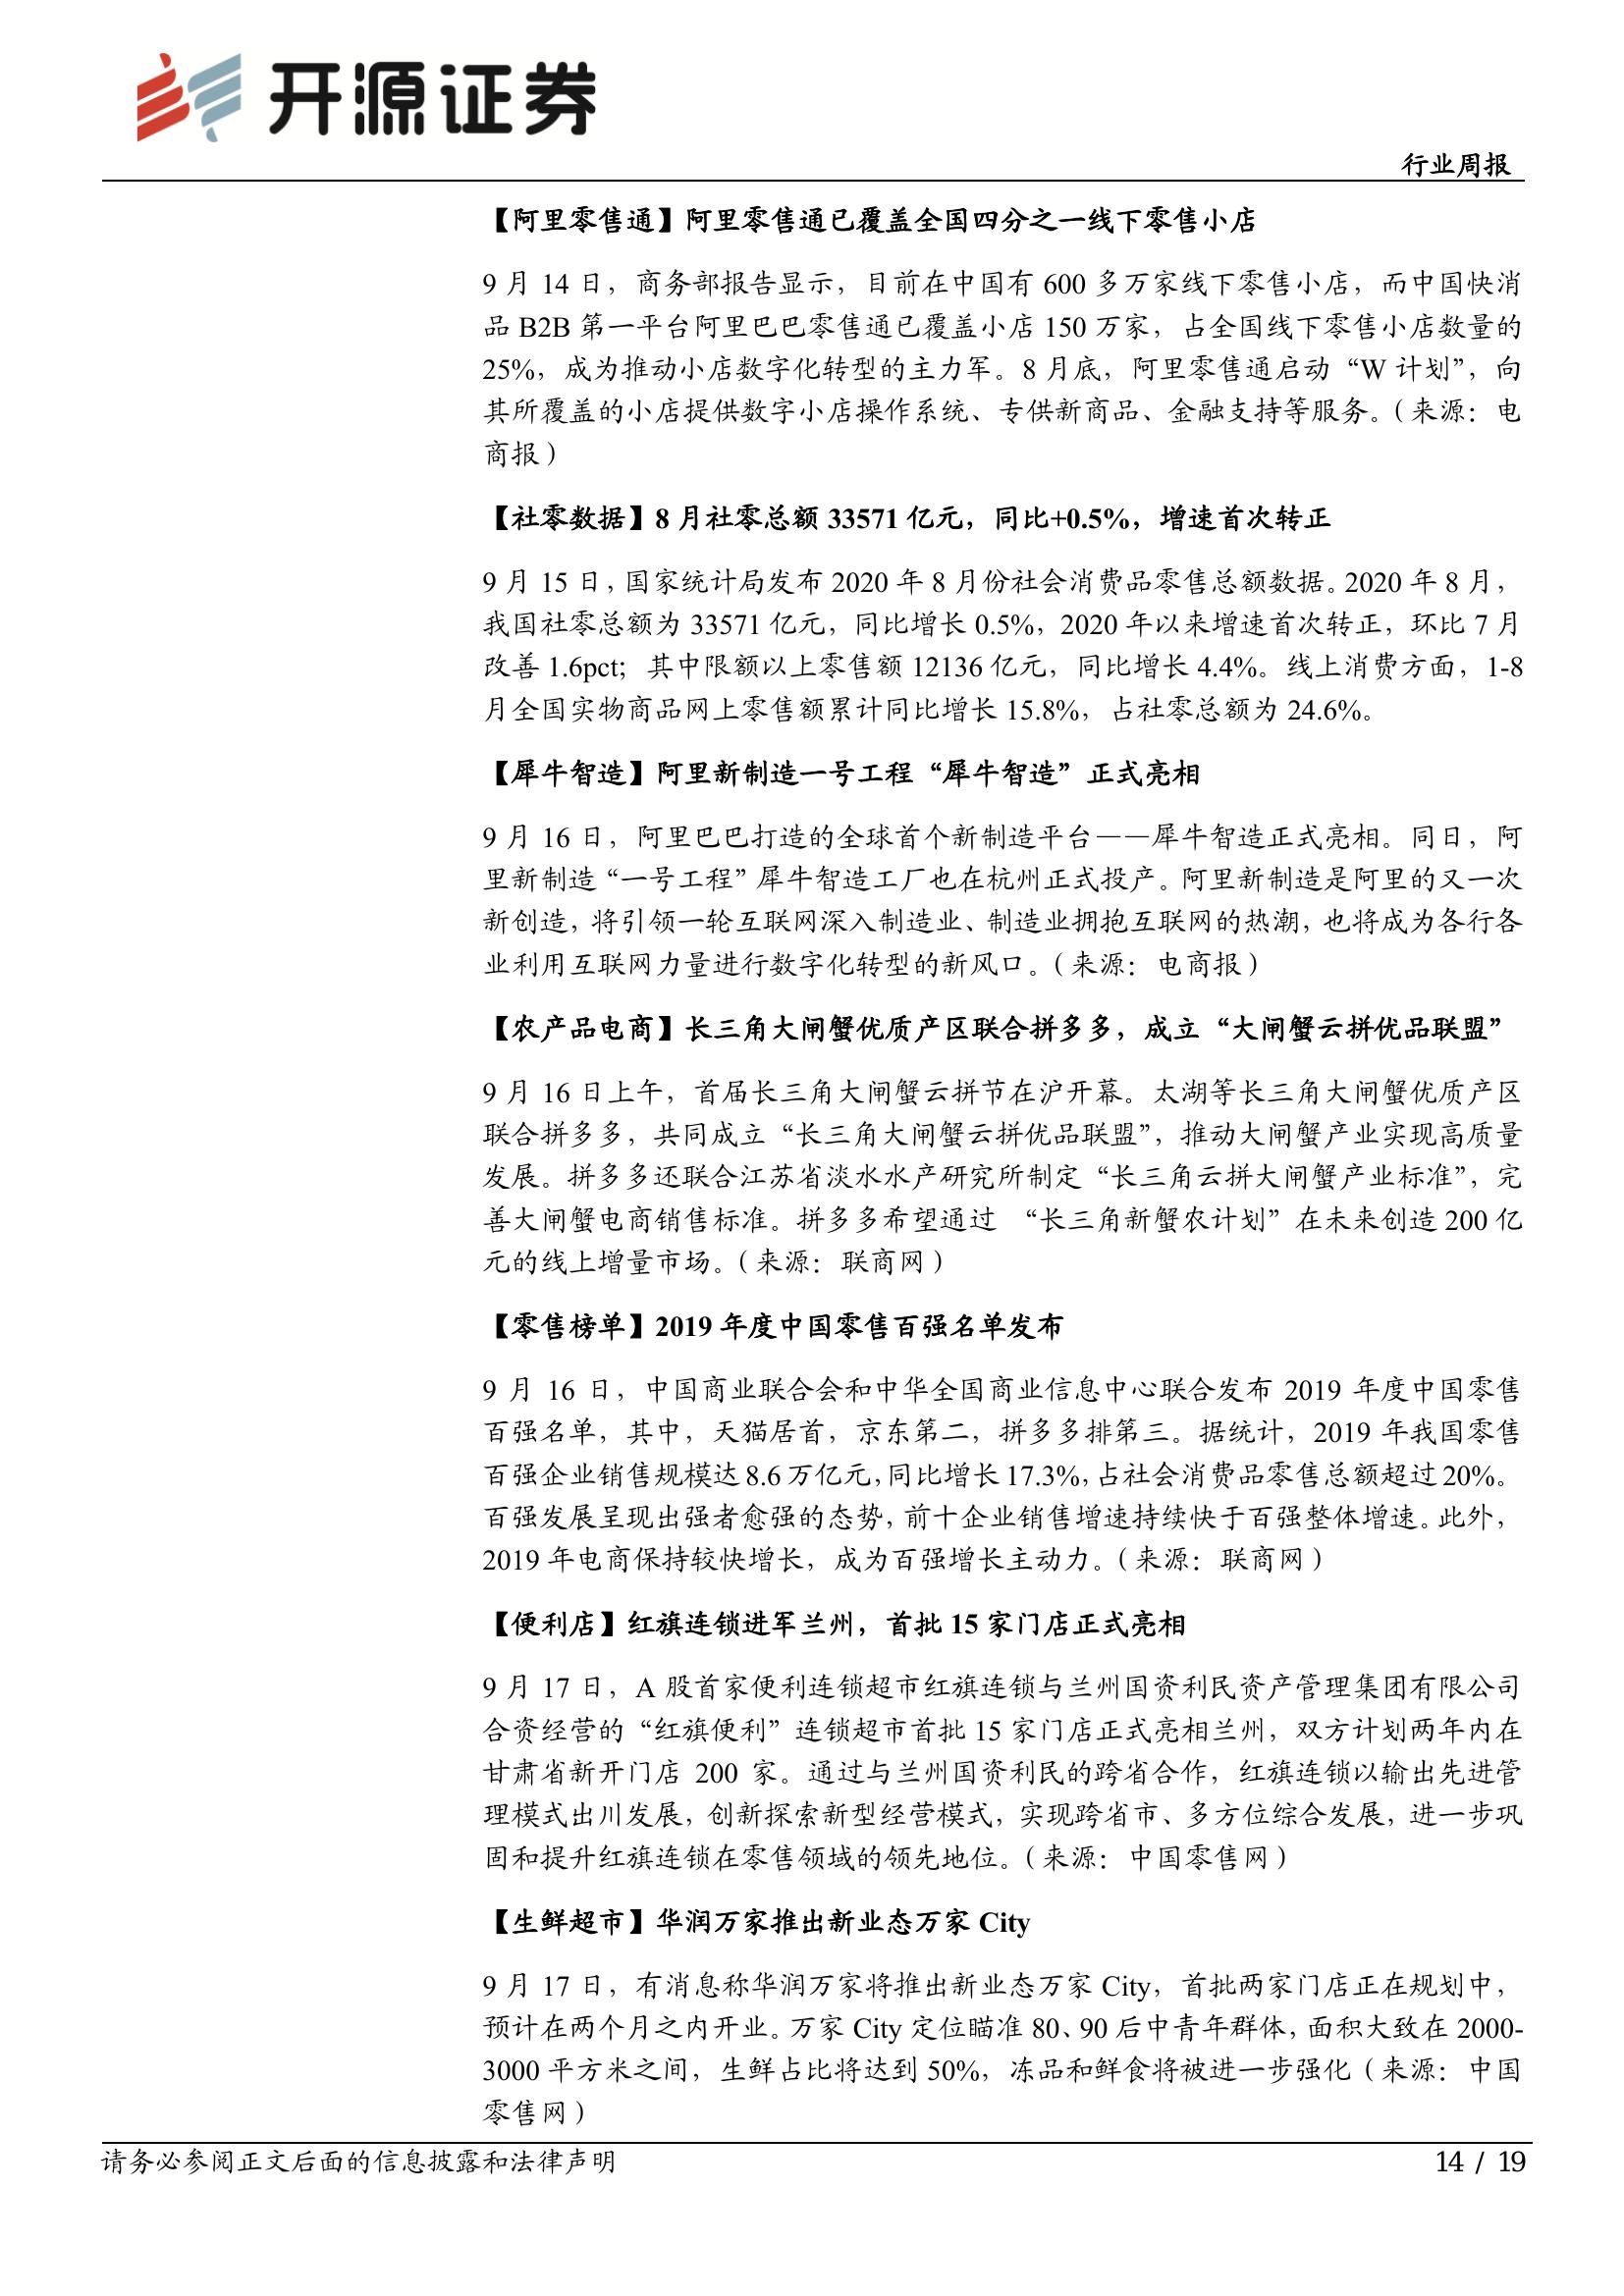 开源证券
行业周报
【阿里零售通】阿里零售通已覆盖全国四分之一线下零售小店
9 月 14 日，商务部报告显示，目前在中国有 600 多万家线下零售小店，而中国快消
品 B2B 第一平台阿里巴巴零售通已覆盖小店 150 万家，占全国线下零售小店数量的
25%，成为推动小店数字化转型的主力军。8 月底，阿里零售通启动“W 计划”，向
其所覆盖的小店提供数字小店操作系统、专供新商品、金融支持等服务。（来源：电
商报）
【社零数据】8 月社零总额 33571 亿元，同比+0.5%，增速首次转正
9 月 15 日，国家统计局发布 2020 年 8 月份社会消费品零售总额数据。2020 年 8 月，
我国社零总额为 33571 亿元，同比增长 0.5%，2020 年以来增速首次转正，环比 7 月
改善 1.6pct；其中限额以上零售额 12136 亿元，同比增长 4.4%。线上消费方面，1-8
月全国实物商品网上零售额累计同比增长 15.8%，占社零总额为 24.6%。
【犀牛智造】阿里新制造一号工程“犀牛智造”正式亮相
9 月 16 日，阿里巴巴打造的全球首个新制造平台——犀牛智造正式亮相。同日，阿
里新制造“一号工程”犀牛智造工厂也在杭州正式投产。阿里新制造是阿里的又一次
新创造，将引领一轮互联网深入制造业、制造业拥抱互联网的热潮，也将成为各行各
业利用互联网力量进行数字化转型的新风口。（来源：电商报）
【农产品电商】长三角大闸蟹优质产区联合拼多多，成立“大闸蟹云拼优品联盟”
9 月 16 日上午，首届长三角大闸蟹云拼节在沪开幕。太湖等长三角大闸蟹优质产区
联合拼多多，共同成立“长三角大闸蟹云拼优品联盟”，推动大闸蟹产业实现高质量
发展。拼多多还联合江苏省淡水水产研究所制定“长三角云拼大闸蟹产业标准”，完
善大闸蟹电商销售标准。拼多多希望通过 “长三角新蟹农计划”在未来创造 200 亿
元的线上增量市场。（来源：联商网）
【零售榜单】2019 年度中国零售百强名单发布
9 月 16 日，中国商业联合会和中华全国商业信息中心联合发布 2019 年度中国零售
百强名单，其中，天猫居首，京东第二，拼多多排第三。据统计，2019 年我国零售
百强企业销售规模达 8.6 万亿元，同比增长 17.3%，占社会消费品零售总额超过 20%。
百强发展呈现出强者愈强的态势，前十企业销售增速持续快于百强整体增速。此外，
2019 年电商保持较快增长，成为百强增长主动力。（来源：联商网）
【便利店】红旗连锁进军兰州，首批 15 家门店正式亮相
9 月 17 日，A 股首家便利连锁超市红旗连锁与兰州国资利民资产管理集团有限公司
合资经营的“红旗便利”连锁超市首批 15 家门店正式亮相兰州，双方计划两年内在
甘肃省新开门店 200 家。通过与兰州国资利民的跨省合作，红旗连锁以输出先进管
理模式出川发展，创新探索新型经营模式，实现跨省市、多方位综合发展，进一步巩
固和提升红旗连锁在零售领域的领先地位。（来源：中国零售网）
【生鲜超市】华润万家推出新业态万家 City
9 月 17 日，有消息称华润万家将推出新业态万家 City，首批两家门店正在规划中，
预计在两个月之内开业。万家 City 定位瞄准 80、90 后中青年群体，面积大致在 2000-
3000 平方米之间，生鲜占比将达到 50%，冻品和鲜食将被进一步强化（来源：中国
零售网）
请务必参阅正文后面的信息披露和法律声明
14 / 19